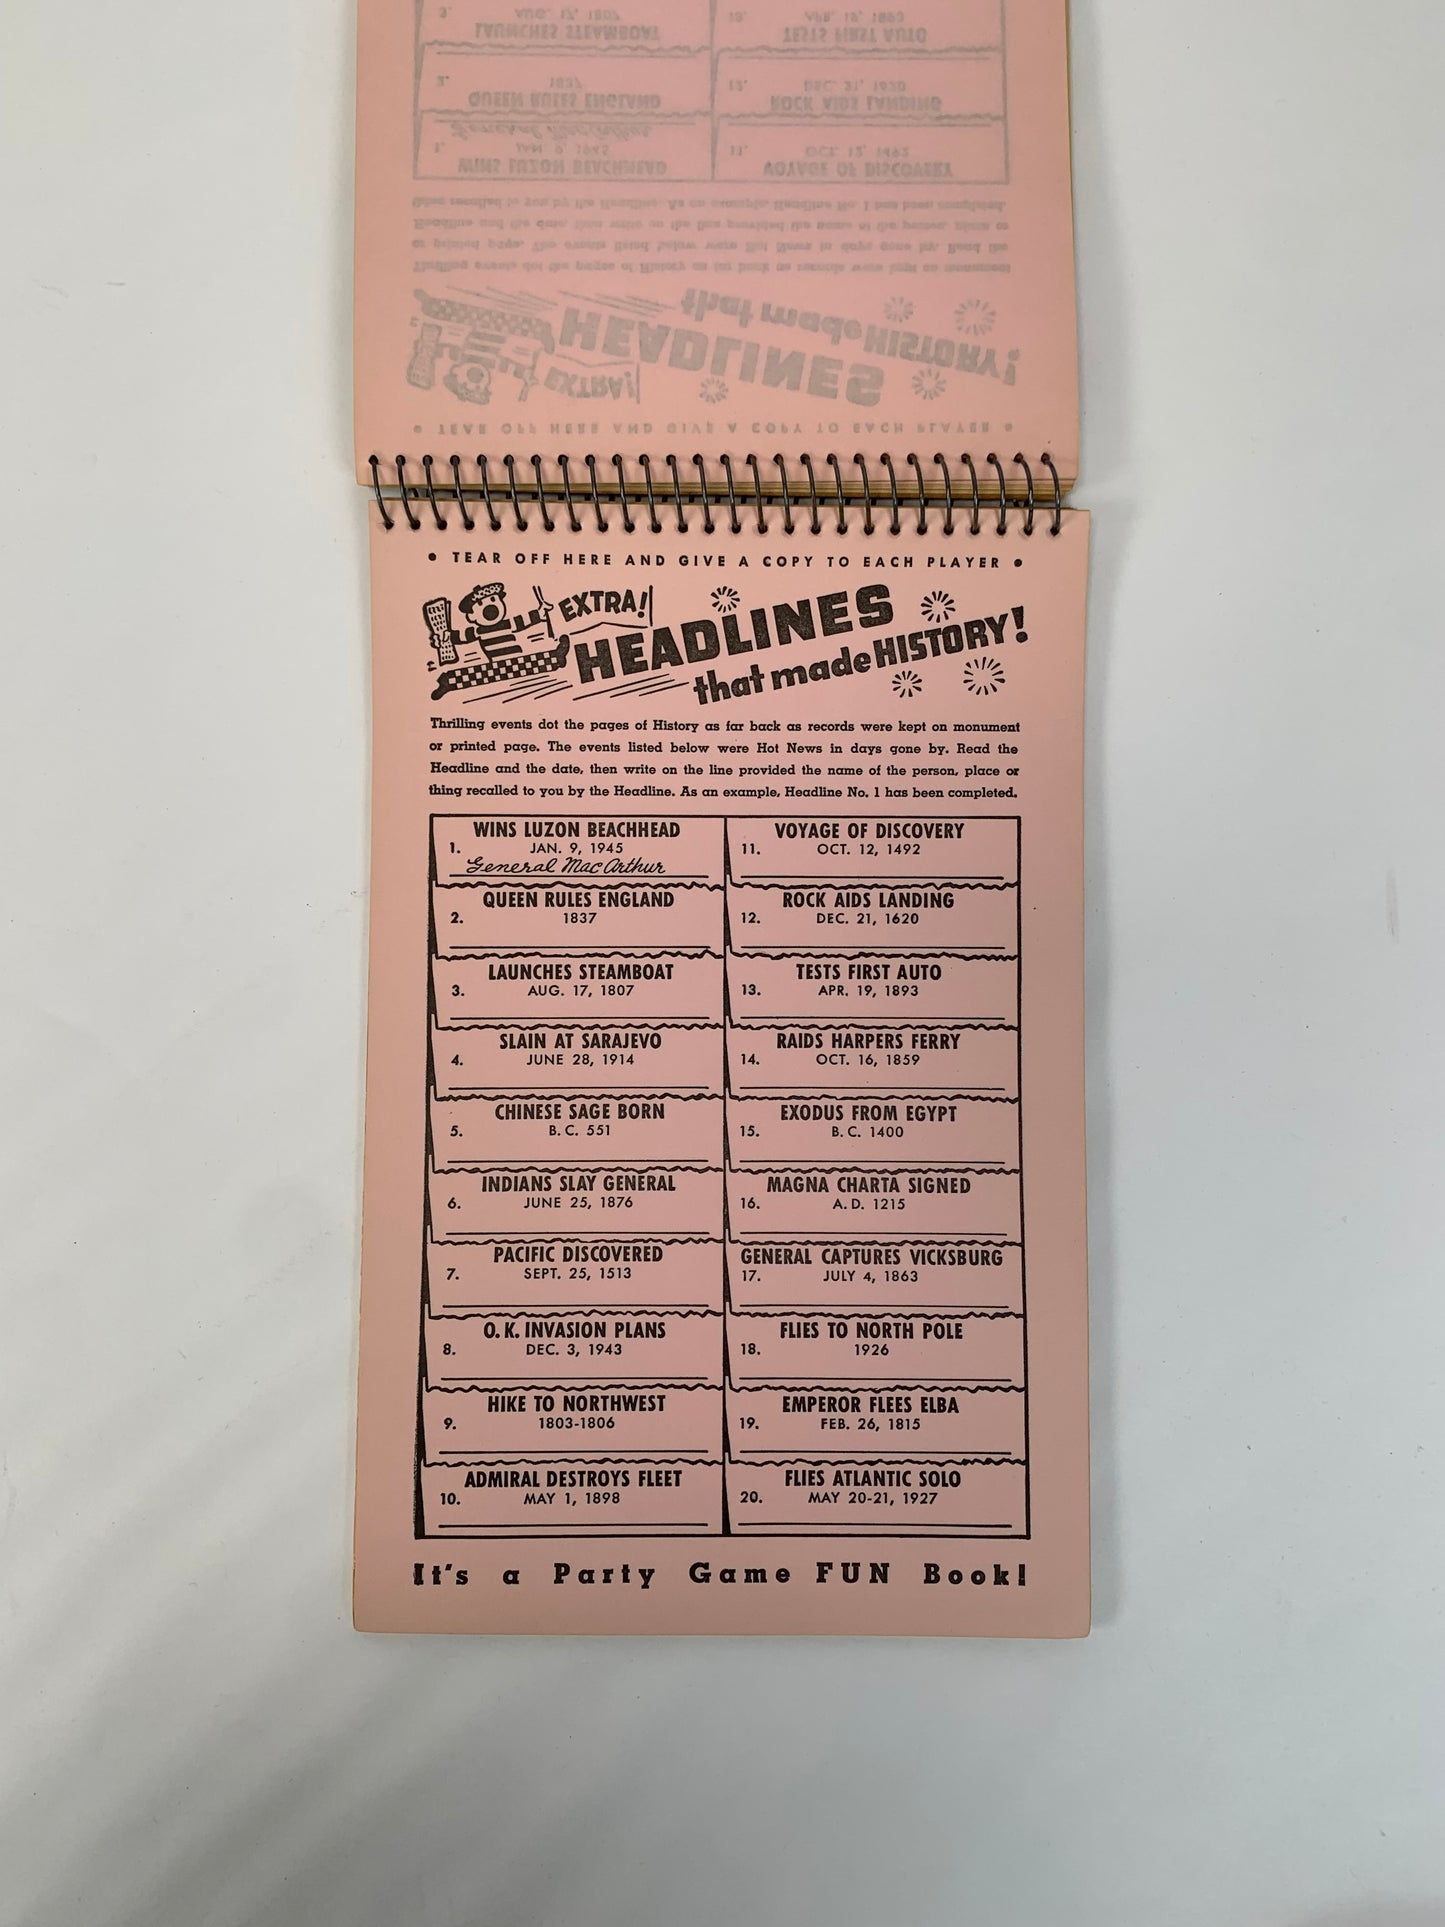 • TEAR OFF HERE AND GIVE A COPY TO EACH PLAYER •
EXTRA!
HEADLINES
that made HISTORY!
Thrilling events dot the pages of History as far back as records were kept on monument
or printed page. The events listed below were Hot News in days gone by. Read the
Headline and the date, then write on the line provided the name of the person, place or
thing recalled to you by the Headline. As an example, Headline No. 1 has been completed.
WINS LUZON BEACHHEAD
1. JAN. 9, 1945
General MacArthur
QUEEN RULES ENGLAND
2. 1837
LAUNCHES STEAMBOAT
3. AUG. 17, 1807
SLAIN AT SARAJEVO
4. JUNE 28, 1914
CHINESE SAGE BORN
5. B.C. 551
INDIANS SLAY GENERAL
6. JUNE 25, 1876
PACIFIC DISCOVERED
7. SEPT. 25, 1513
O.K. INVASION PLANS
8. DEC. 3, 1943
HIKE TO NORTHWEST
9. 1803-1806
ADMIRAL DESTROYS FLEET
10. MAY 1, 1898
VOYAGE OF DISCOVERY
11. OCT. 12, 1492
ROCK AIDS LANDING
12. DEC. 21, 1620
TESTS FIRST AUTO
13. APR. 19, 1893
RAIDS HARPERS FERRY
14. OCT. 16, 1859
EXODUS FROM EGYPT
15. B.C. 1400
MAGNA CHARTA SIGNED
16. A.D. 1215
GENERAL CAPTURES VICKSBURG
17. JULY 4, 1863
FLIES TO NORTH POLE
18. 1926
EMPEROR FLEES ELBA
19. FEB. 26, 1815
FLIES ATLANTIC SOLO
20. MAY 20-21, 1927
It's a Party Game FUN Book!